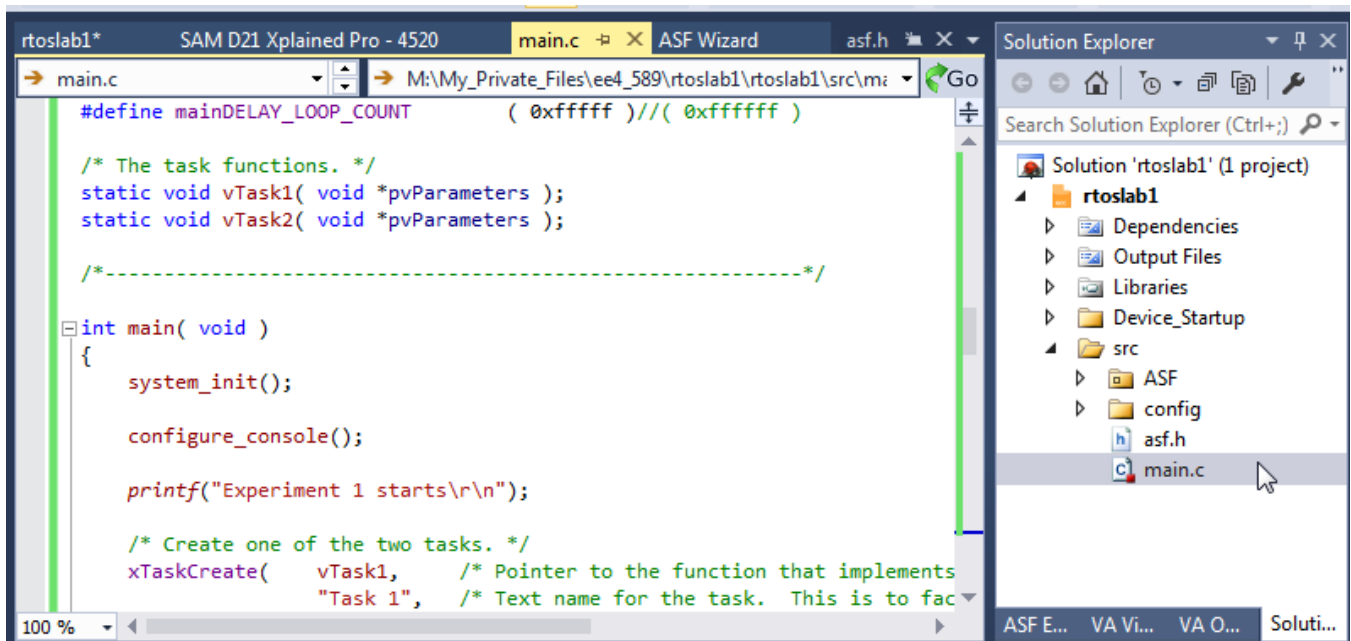 rtoslab1* SAM D21 Xplained Pro - 4520 main.c ASF Wizard asf.h
main.c M:\My_Private_Files\ee4_589\rtoslab1\rtoslab1\src\ma Go
#define mainDELAY_LOOP_COUNT ( 0xfffff )//( 0xffffff )
/* The task functions. */
static void vTask1( void *pvParameters );
static void vTask2( void *pvParameters );
/*-----------------------------------------------------------*/
int main( void )
{
system_init();
configure_console();
printf("Experiment 1 starts\r\n");
/* Create one of the two tasks. */
xTaskCreate( vTask1, /* Pointer to the function that implements
"Task 1", /* Text name for the task. This is to fac
100 %
Solution Explorer
Search Solution Explorer (Ctrl+;)
Solution 'rtoslab1' (1 project)
rtoslab1
Dependencies
Output Files
Libraries
Device_Startup
src
ASF
config
asf.h
main.c
ASF E... VA Vi... VA O... Soluti...